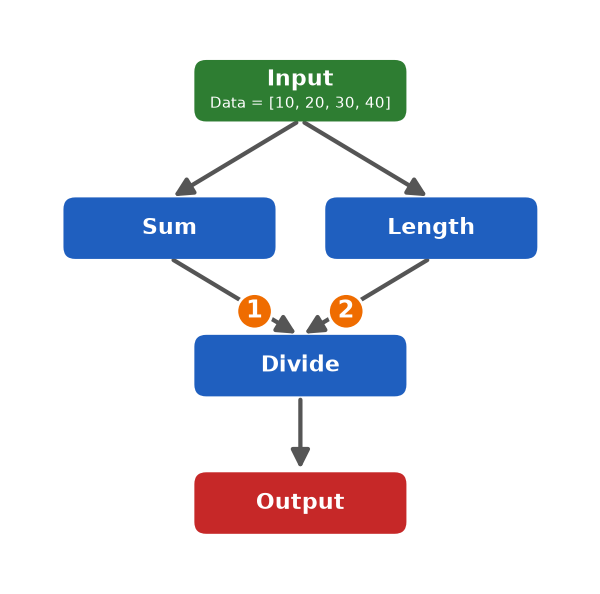 Input
Data = [10, 20, 30, 40]
Sum
Length
1
2
Divide
Output